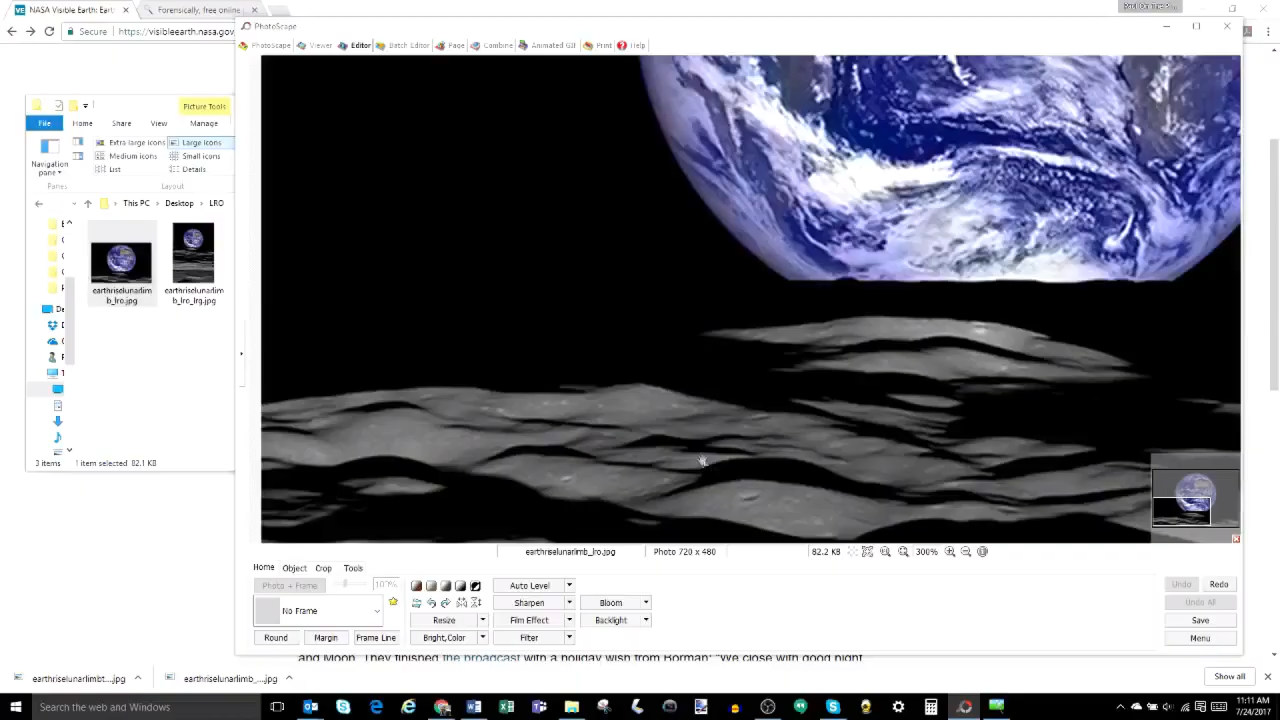 NASA Visible Earth: Eart
Forensically, free online
Secure
https://visibleearth.nasa.gov
PhotoScape
PhotoScape
Viewer
Editor
Batch Editor
Page
Combine
Animated GIF
Print
Help
Picture Tools
File
Home
Share
View
Manage
Navigation
pane
Extra large icons
Large icons
Medium icons
Small icons
List
Details
Panes
Layout
This PC
Desktop
LRO
earthriselunarlim
b_lro.jpg
earthriselunarlim
b_lro_lrg.jpg
3 items
1 item selected 82.1 KB
earthriselunarlimb_lro.jpg
Photo 720 x 480
82.2 KB
300%
Home
Object
Crop
Tools
Photo + Frame
100%
Auto Level
No Frame
Sharpen
Bloom
Resize
Film Effect
Backlight
Round
Margin
Frame Line
Bright,Color
Filter
Undo
Redo
Undo All
Save
Menu
and Moon. They finished the broadcast with a holiday wish from Borman: "We close with good night
earthriselunarlimbt....jpg
earthriselunarlimb_....jpg
Show all
Search the web and Windows
11:11 AM
7/24/2017